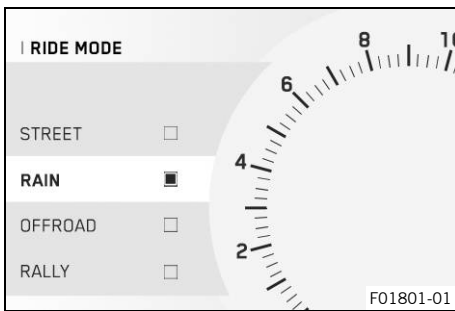 RIDE MODE
STREET
RAIN
OFFROAD
RALLY
2
4
6
8
F01801-01